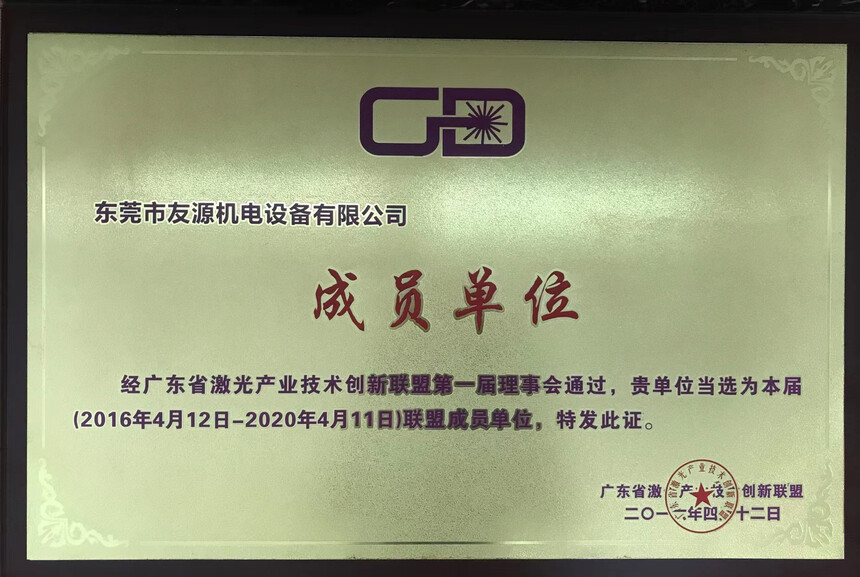 GD
东莞市友源机电设备有限公司
成员单位
经广东省激光产业技术创新联盟第一届理事会通过，贵单位当选为本届
(2016年4月12日-2020年4月11日)联盟成员单位，特发此证。
广东省激光产业技术创新联盟
二〇一 年四月十二日